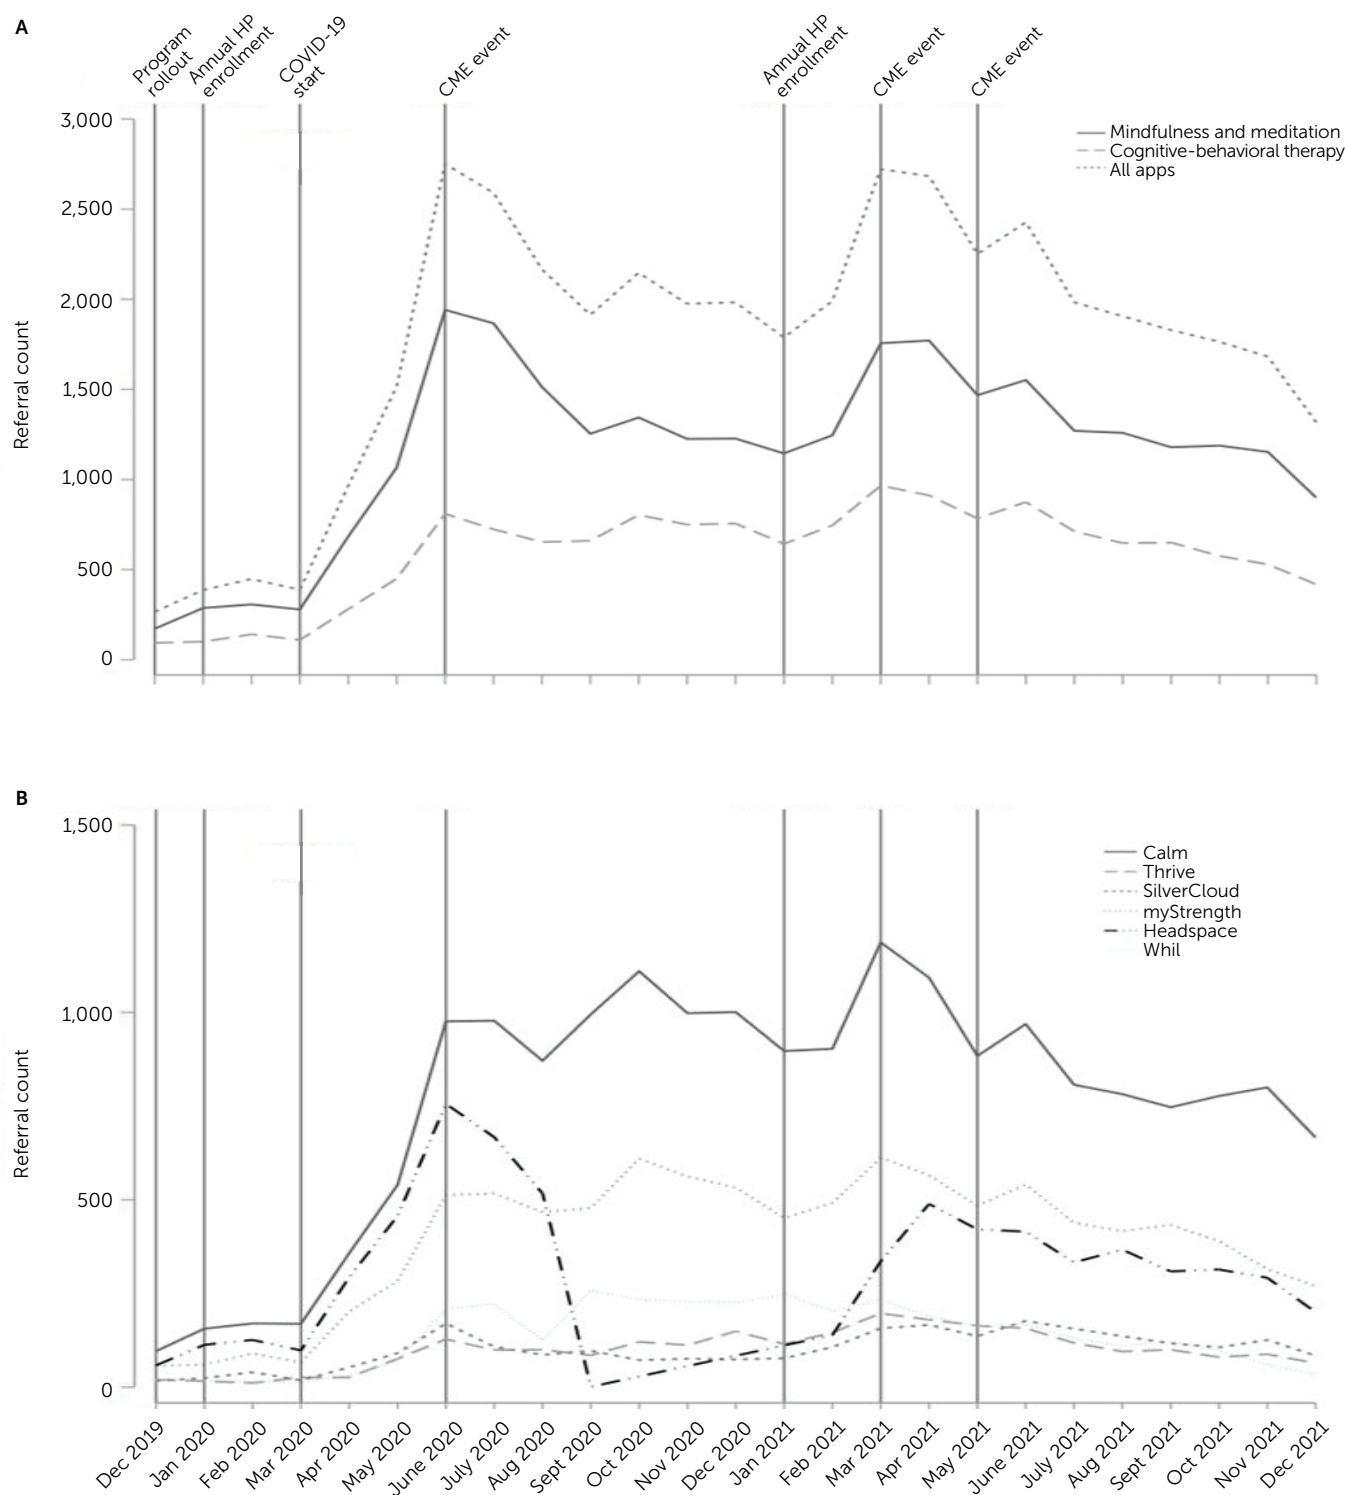 A
Program
rollout
Annual HP
enrollment
COVID-19
start
CME event
Annual HP
enrollment
CME event
CME event
3,000
2,500
2,000
1,500
1,000
500
0
Referral count
Mindfulness and meditation
Cognitive-behavioral therapy
All apps
B
1,500
1,000
500
0
Referral count
Calm
Thrive
SilverCloud
myStrength
Headspace
Whil
Dec 2019
Jan 2020
Feb 2020
Mar 2020
Apr 2020
May 2020
June 2020
July 2020
Aug 2020
Sept 2020
Oct 2020
Nov 2020
Dec 2020
Jan 2021
Feb 2021
Mar 2021
Apr 2021
May 2021
June 2021
July 2021
Aug 2021
Sept 2021
Oct 2021
Nov 2021
Dec 2021